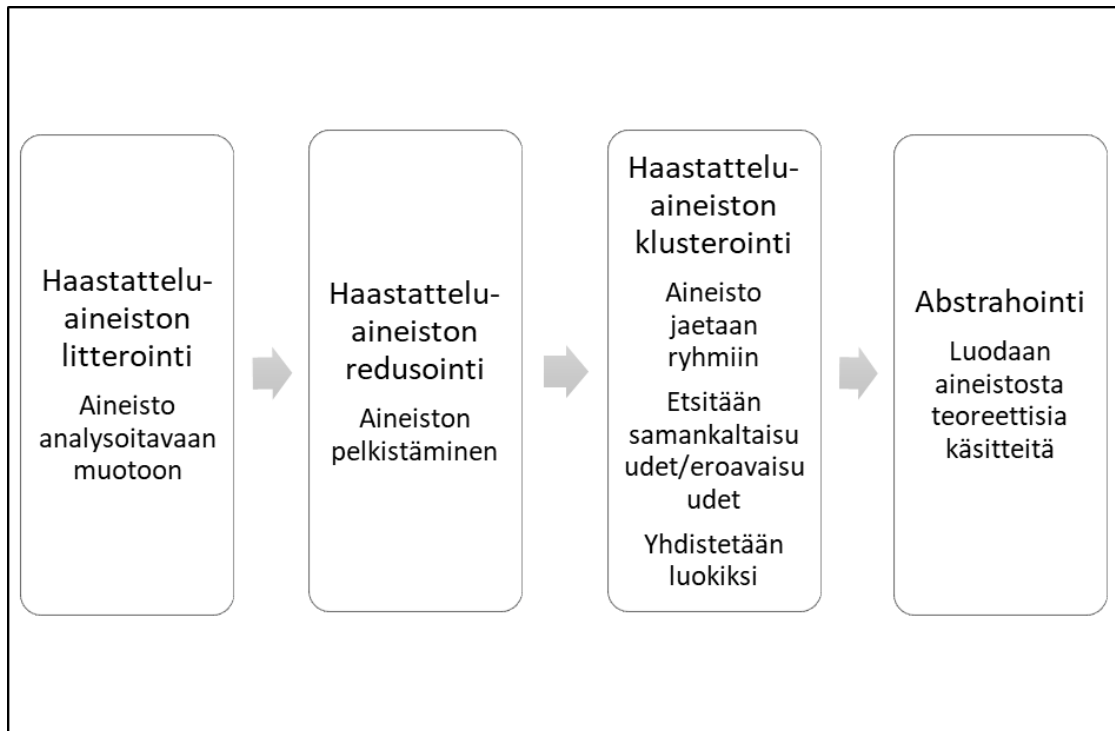 Haastattelu-
aineiston
litterointi
Aineisto
analysoitavaan
muotoon
Haastattelu-
aineiston
redusointi
Aineiston
pelkistäminen
Haastattelu-
aineiston
klusterointi
Aineisto
jaetaan
ryhmiin
Etsitään
samankaltaisu
udet/eroavaisu
udet
Yhdistetään
luokiksi
Abstrahointi
Luodaan
aineistosta
teoreettisia
käsitteitä